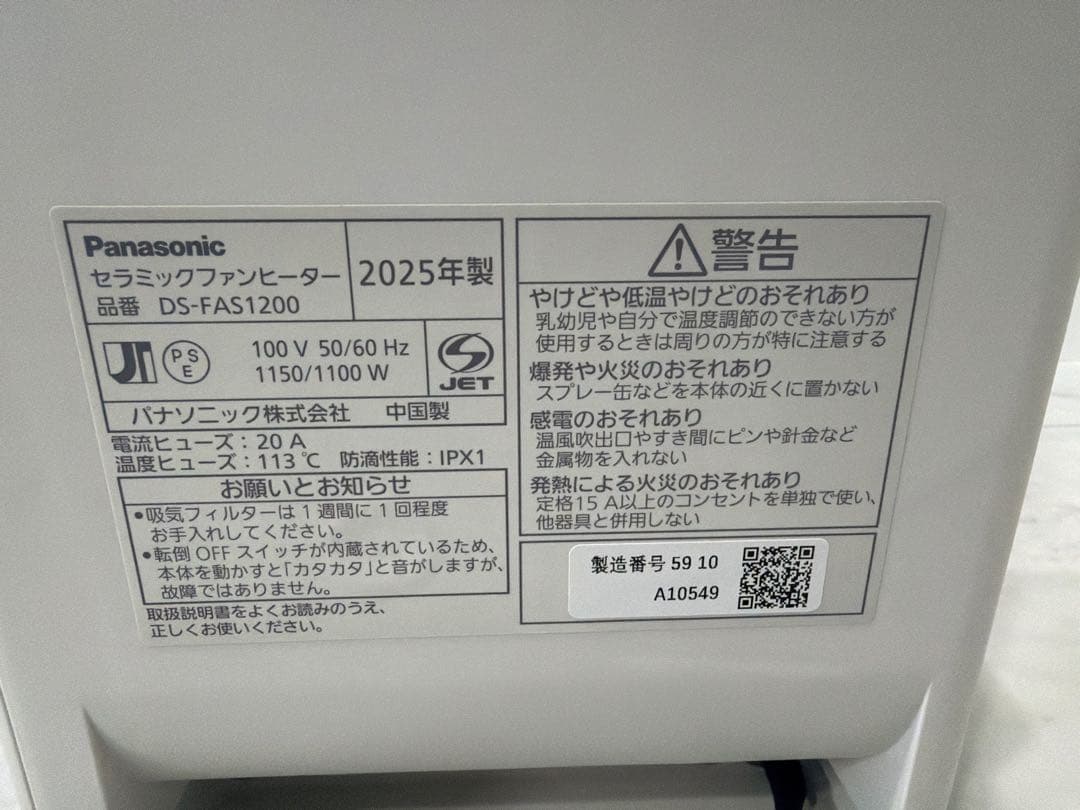 Panasonic
セラミックファンヒーター
品番 DS-FAS1200
2025年製
PS
E
100 V 50/60 Hz
1150/1100 W
JET
パナソニック株式会社 中国製
電流ヒューズ：20 A
温度ヒューズ：113 ℃ 防滴性能：IPX1
お願いとお知らせ
●吸気フィルターは1週間に1回程度
お手入れしてください。
●転倒OFFスイッチが内蔵されているため、
本体を動かすと「カタカタ」と音がしますが、
故障ではありません。
取扱説明書をよくお読みのうえ、
正しくお使いください。
警告
やけどや低温やけどのおそれあり
乳幼児や自分で温度調節のできない方が
使用するときは周りの方が特に注意する
爆発や火災のおそれあり
スプレー缶などを本体の近くに置かない
感電のおそれあり
温風吹出口やすき間にピンや針金など
金属物を入れない
発熱による火災のおそれあり
定格15 A以上のコンセントを単独で使い、
他器具と併用しない
製造番号 59 10
A10549